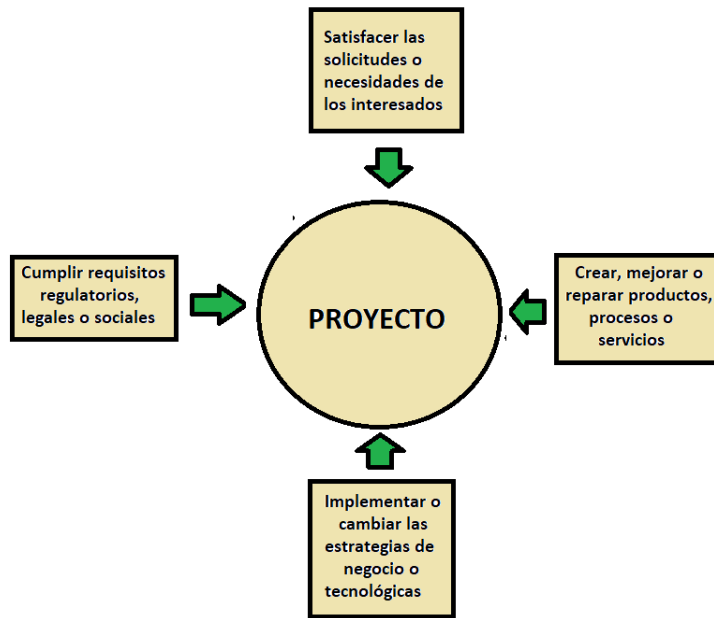 Satisfacer las
solicitudes o
necesidades de
los interesados
Cumplir requisitos
regulatorios,
legales o sociales
PROYECTO
Crear, mejorar o
reparar productos,
procesos o
servicios
Implementar o
cambiar las
estrategias de
negocio o
tecnológicas